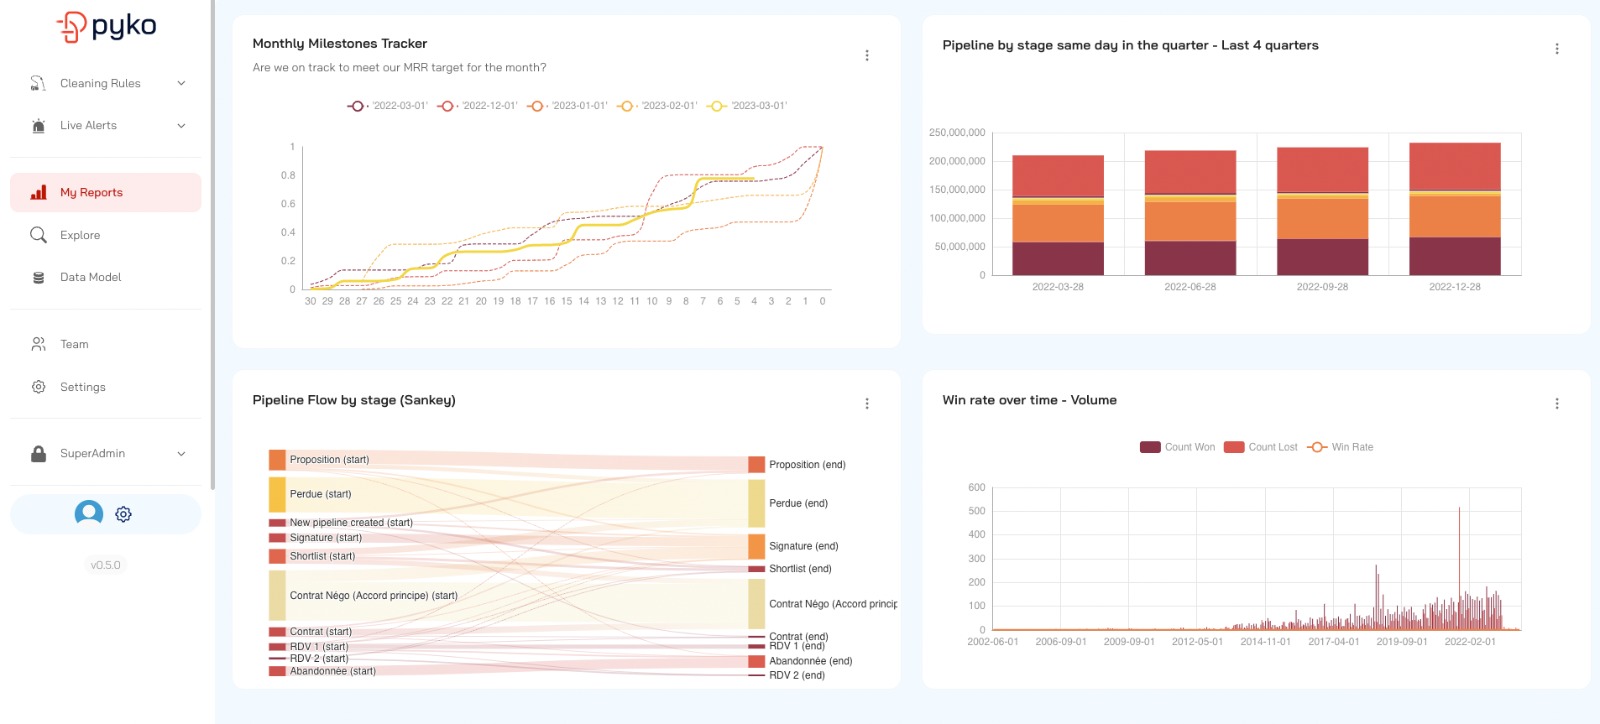 pyko
Cleaning Rules
Live Alerts
My Reports
Explore
Data Model
Team
Settings
SuperAdmin
v0.5.0
Monthly Milestones Tracker
Are we on track to meet our MRR target for the month?
'2022-03-01' '2022-12-01' '2023-01-01' '2023-02-01' '2023-03-01'
1
0.8
0.6
0.4
0.2
0
30 29 28 27 26 25 24 23 22 21 20 19 18 17 16 15 14 13 12 11 10 9 8 7 6 5 4 3 2 1 0
Pipeline by stage same day in the quarter - Last 4 quarters
250,000,000
200,000,000
150,000,000
100,000,000
50,000,000
0
2022-03-28 2022-06-28 2022-09-28 2022-12-28
Pipeline Flow by stage (Sankey)
Proposition (start)
Perdue (start)
New pipeline created (start)
Signature (start)
Shortlist (start)
Contrat Négo (Accord principe) (start)
Contrat (start)
RDV 1 (start)
RDV 2 (start)
Abandonnée (start)
Proposition (end)
Perdue (end)
Signature (end)
Shortlist (end)
Contrat Négo (Accord princip
Contrat (end)
RDV 1 (end)
Abandonnée (end)
RDV 2 (end)
Win rate over time - Volume
Count Won Count Lost Win Rate
600
500
400
300
200
100
0
2002-06-01 2006-09-01 2009-09-01 2012-05-01 2014-11-01 2017-04-01 2019-09-01 2022-02-01